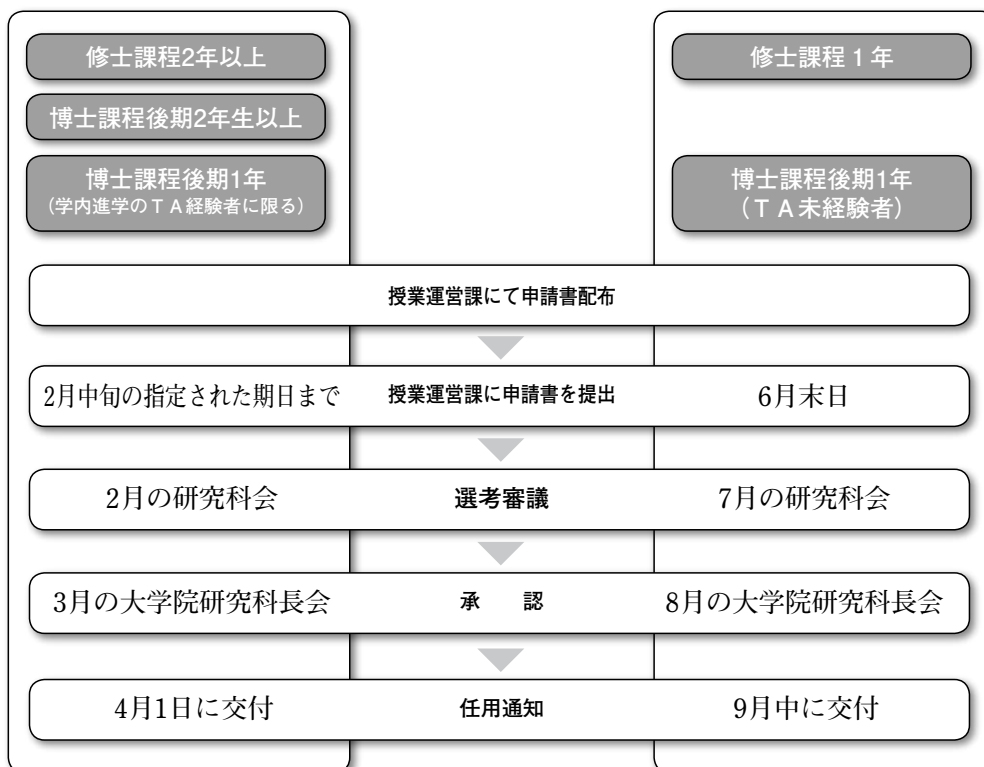 修士課程2年以上
修士課程 1 年
博士課程後期2年生以上
博士課程後期1年
(学内進学のＴＡ経験者に限る)
博士課程後期1年
(ＴＡ未経験者)
授業運営課にて申請書配布
2月中旬の指定された期日まで 授業運営課に申請書を提出 6月末日
2月の研究科会 選考審議 7月の研究科会
3月の大学院研究科長会 承　認 8月の大学院研究科長会
4月1日に交付 任用通知 9月中に交付